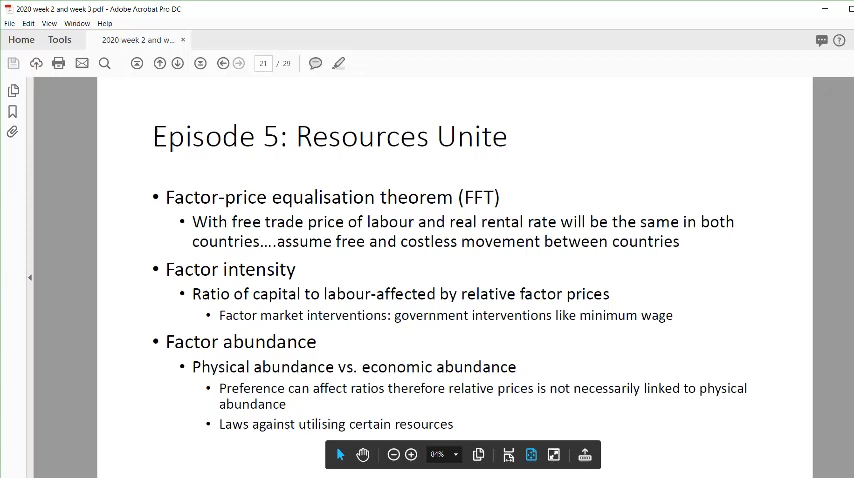 2020 week 2 and week 3.pdf - Adobe Acrobat Pro DC
File Edit View Window Help
Home Tools 2020 week 2 and w... ×
21 / 29
Episode 5: Resources Unite
• Factor-price equalisation theorem (FFT)
• With free trade price of labour and real rental rate will be the same in both
countries….assume free and costless movement between countries
• Factor intensity
• Ratio of capital to labour-affected by relative factor prices
• Factor market interventions: government interventions like minimum wage
• Factor abundance
• Physical abundance vs. economic abundance
• Preference can affect ratios therefore relative prices is not necessarily linked to physical
abundance
• Laws against utilising certain resources
84%